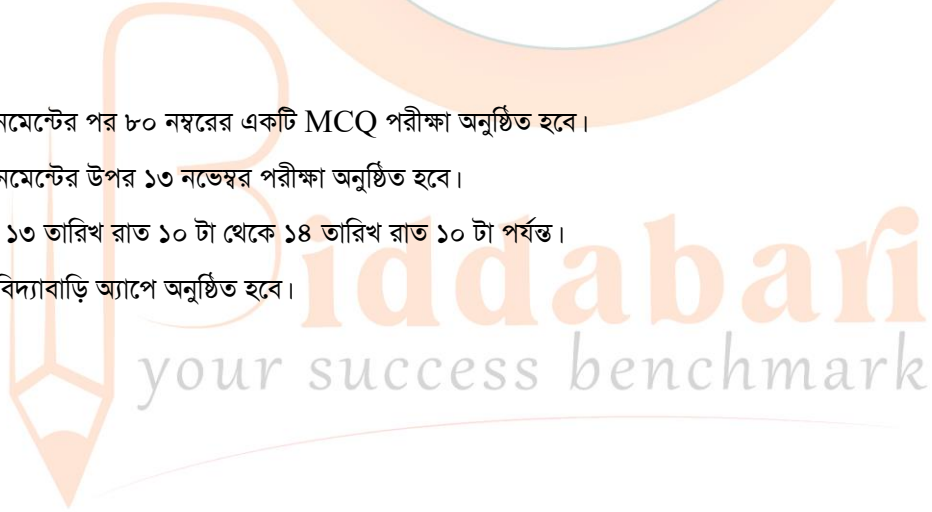 নমেন্টের পর ৮০ নম্বরের একটি MCQ পরীক্ষা অনুষ্ঠিত হবে।
নমেন্টের উপর ১৩ নভেম্বর পরীক্ষা অনুষ্ঠিত হবে।
১৩ তারিখ রাত ১০ টা থেকে ১৪ তারিখ রাত ১০ টা পর্যন্ত।
বিদ্যাবাড়ি অ্যাপে অনুষ্ঠিত হবে।
Biddabari
your success benchmark